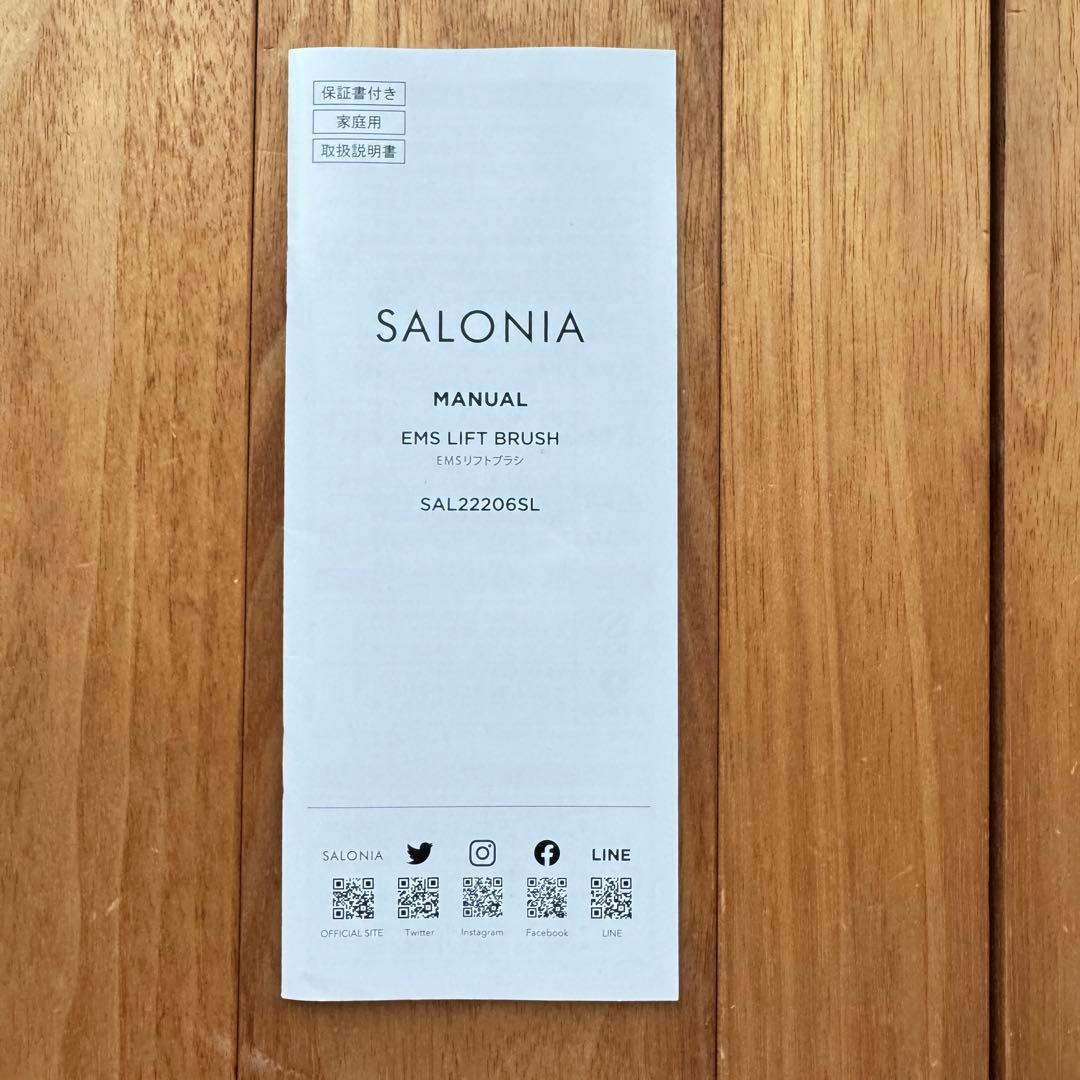 保証書付き
家庭用
取扱説明書
SALONIA
MANUAL
EMS LIFT BRUSH
EMSリフトブラシ
SAL22206SL
SALONIA LINE
OFFICIAL SITE Twitter Instagram Facebook LINE